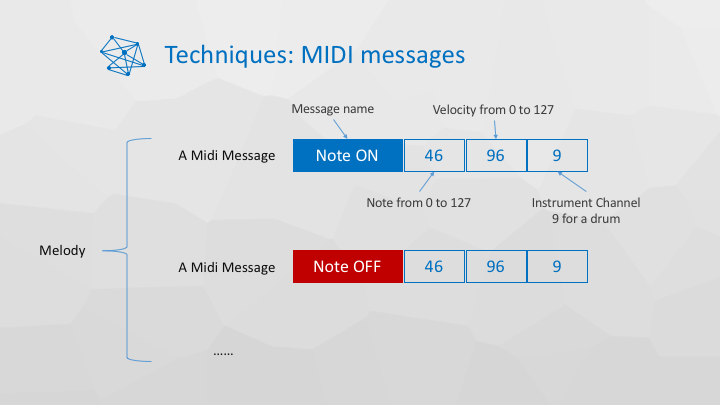 Techniques: MIDI messages
Message name
Velocity from 0 to 127
A Midi Message
Note ON
46
96
9
Note from 0 to 127
Instrument Channel
9 for a drum
Melody
A Midi Message
Note OFF
46
96
9
......